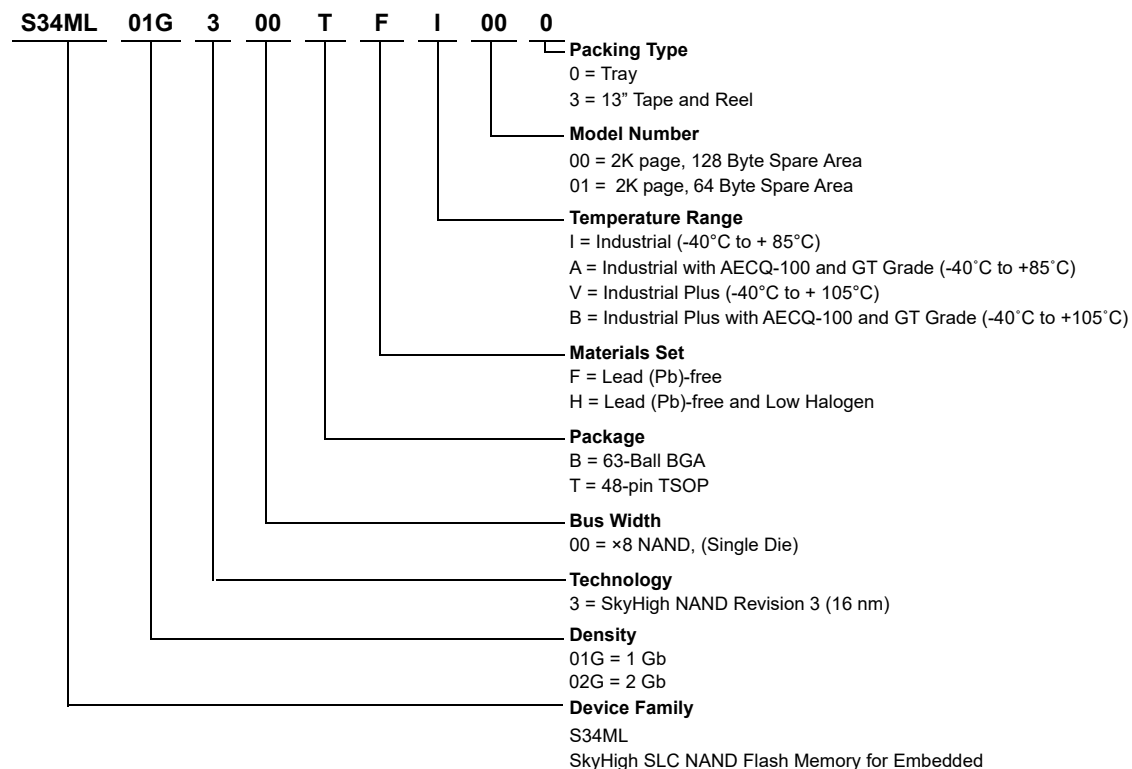 S34ML 01G 3 00 T F I 00 0
Packing Type
0 = Tray
3 = 13” Tape and Reel
Model Number
00 = 2K page, 128 Byte Spare Area
01 = 2K page, 64 Byte Spare Area
Temperature Range
I = Industrial (-40°C to + 85°C)
A = Industrial with AECQ-100 and GT Grade (-40˚C to +85˚C)
V = Industrial Plus (-40°C to + 105°C)
B = Industrial Plus with AECQ-100 and GT Grade (-40˚C to +105˚C)
Materials Set
F = Lead (Pb)-free
H = Lead (Pb)-free and Low Halogen
Package
B = 63-Ball BGA
T = 48-pin TSOP
Bus Width
00 = ×8 NAND, (Single Die)
Technology
3 = SkyHigh NAND Revision 3 (16 nm)
Density
01G = 1 Gb
02G = 2 Gb
Device Family
S34ML
SkyHigh SLC NAND Flash Memory for Embedded